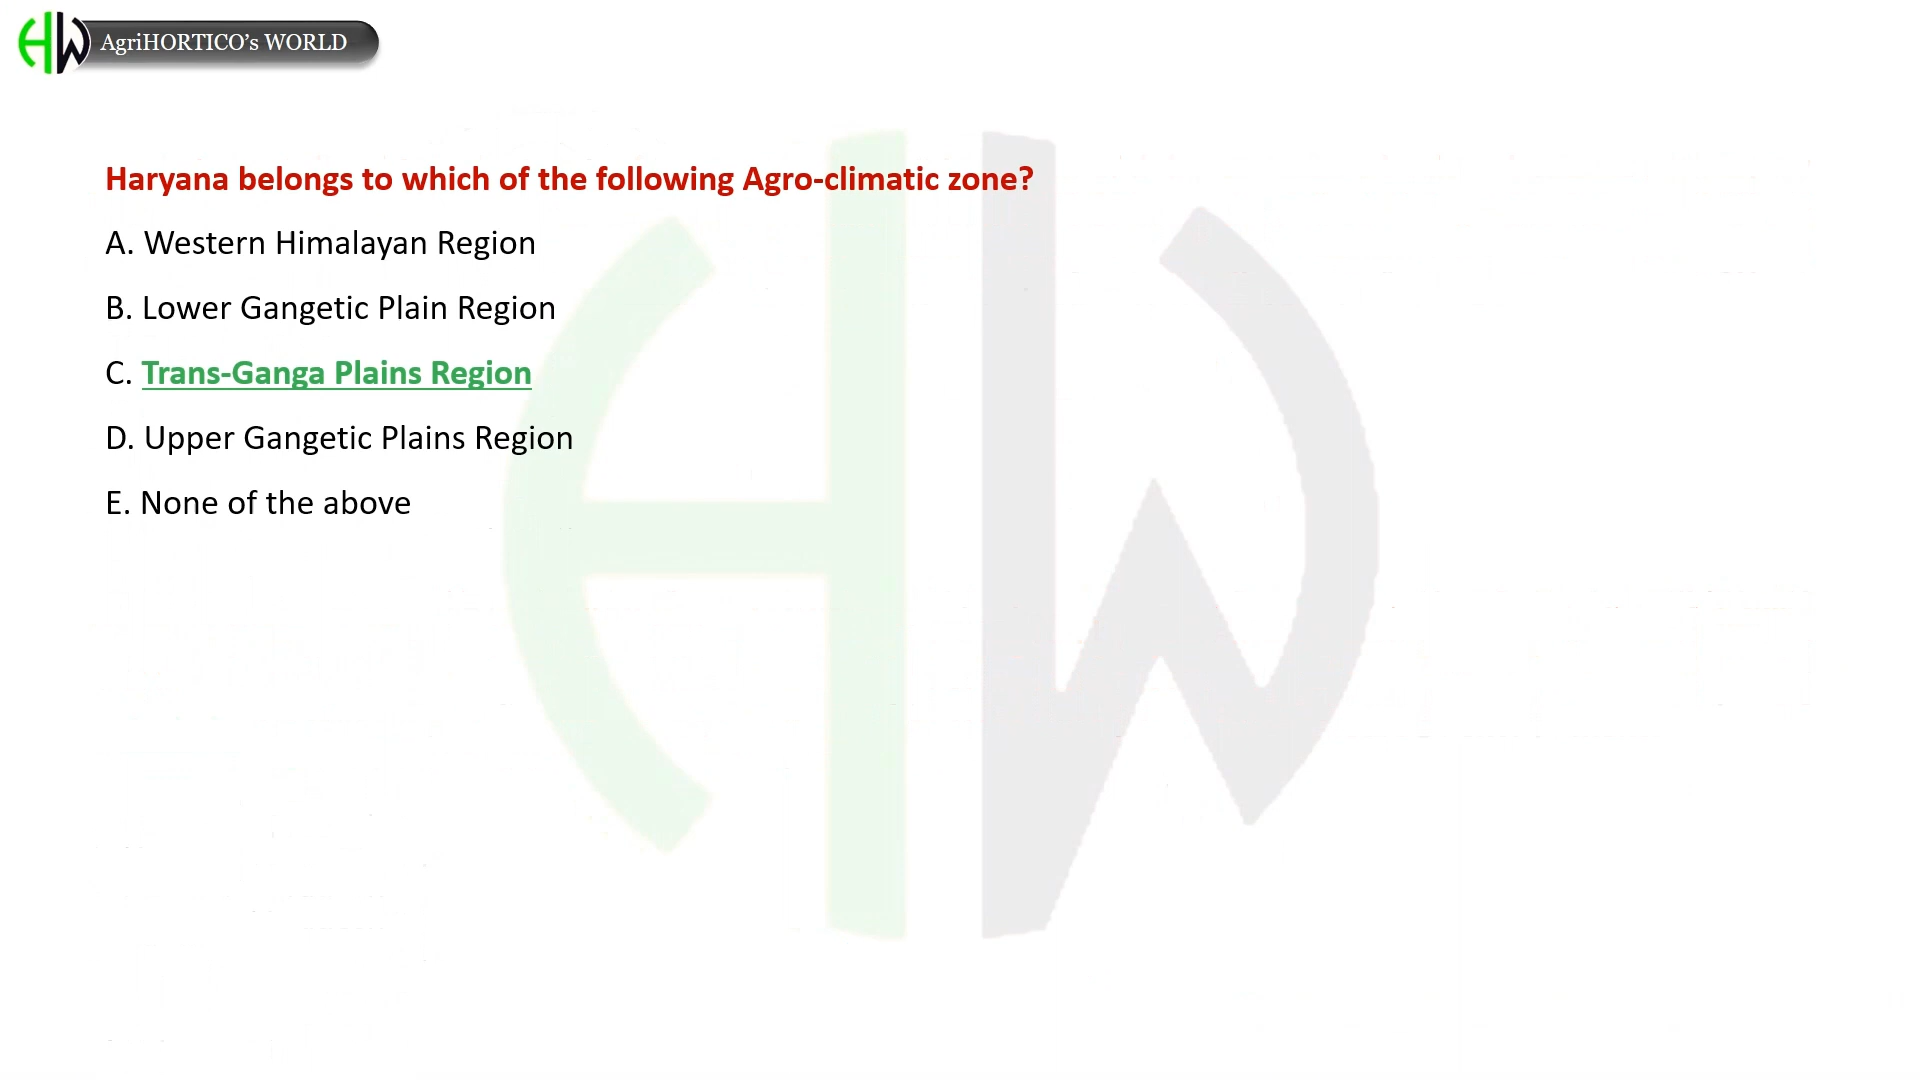 HW AgriHORTICO's WORLD
Haryana belongs to which of the following Agro-climatic zone?
A. Western Himalayan Region
B. Lower Gangetic Plain Region
C. Trans-Ganga Plains Region
D. Upper Gangetic Plains Region
E. None of the above